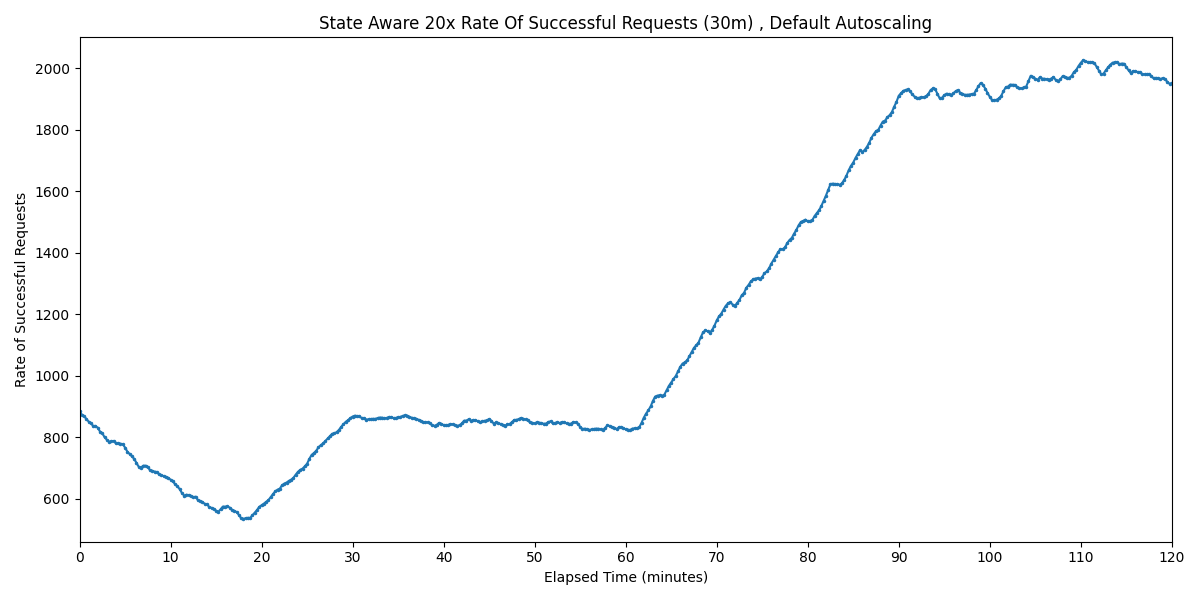 State Aware 20x Rate Of Successful Requests (30m) , Default Autoscaling
2000
1800
1600
1400
1200
1000
800
600
Rate of Successful Requests
0 10 20 30 40 50 60 70 80 90 100 110 120
Elapsed Time (minutes)